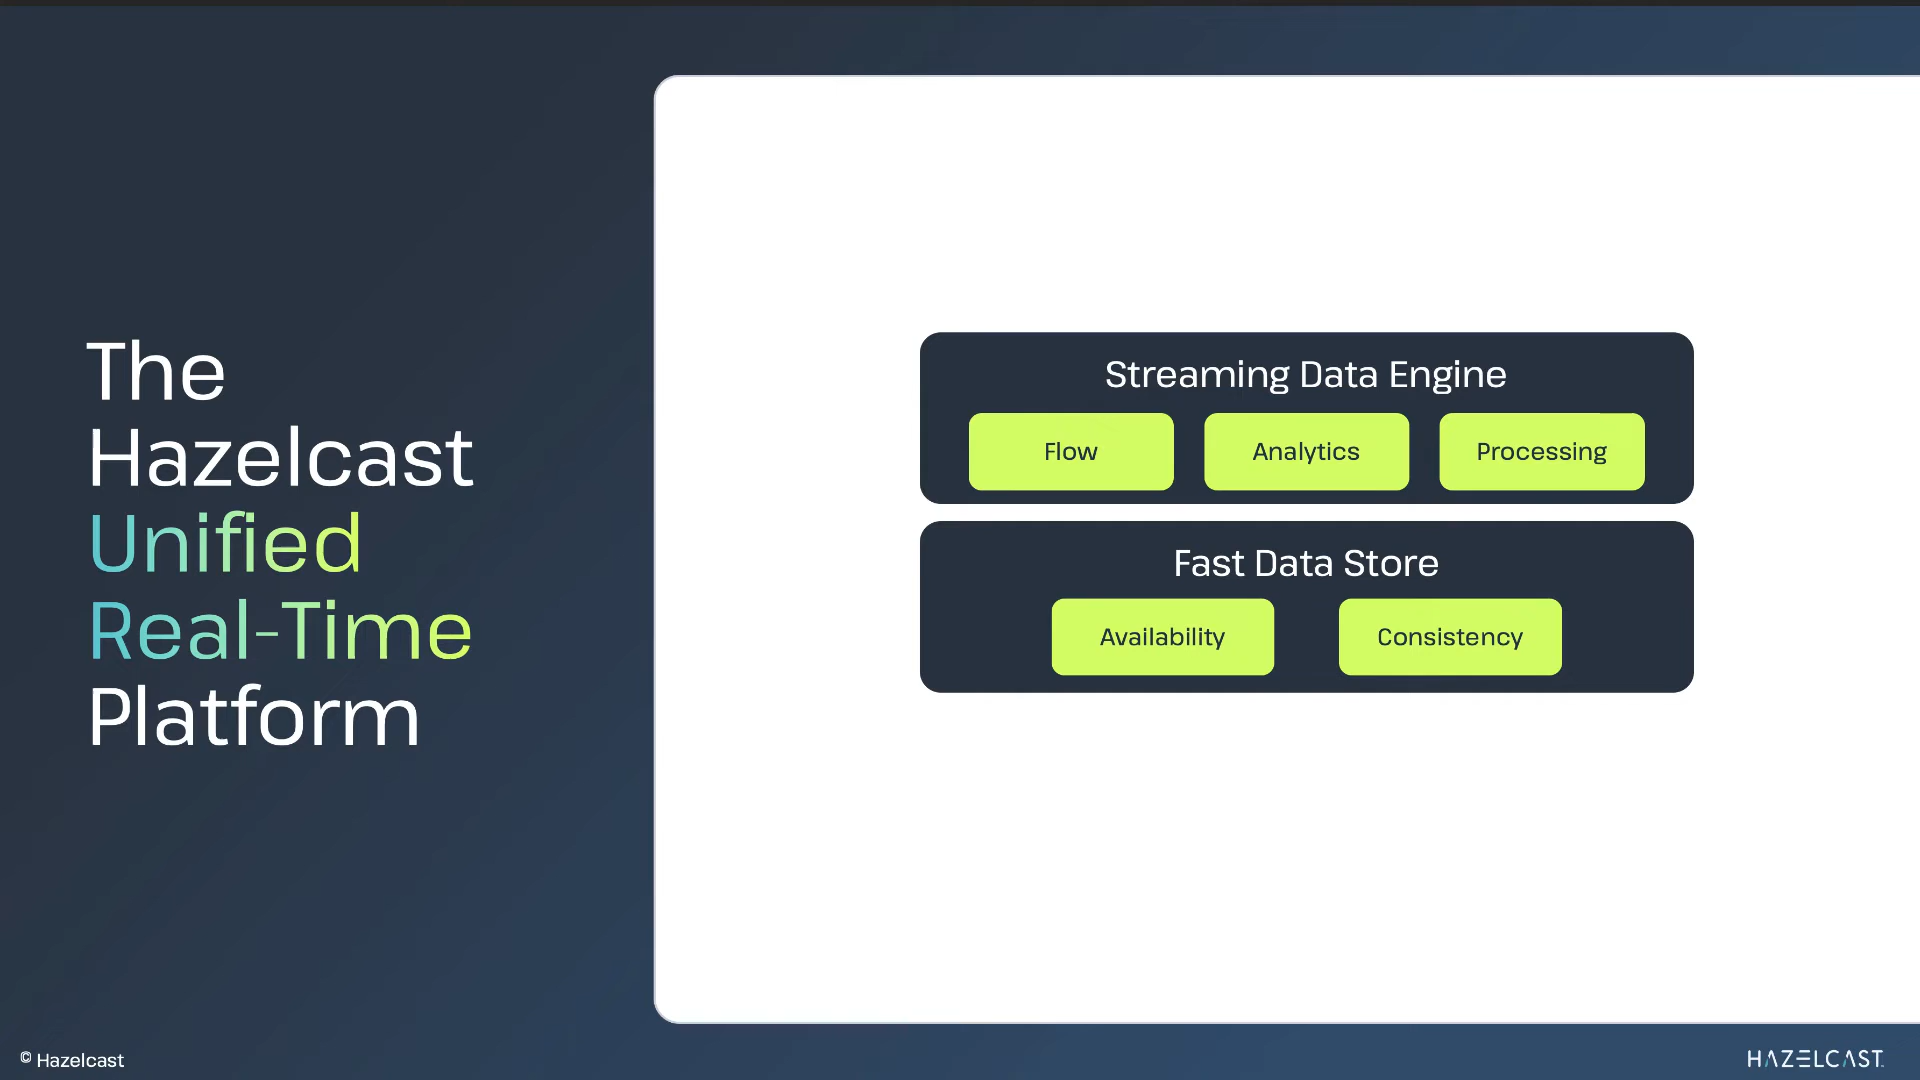 The
Hazelcast
Unified
Real-Time
Platform
Streaming Data Engine
Flow
Analytics
Processing
Fast Data Store
Availability
Consistency
© Hazelcast
HAZELCAST